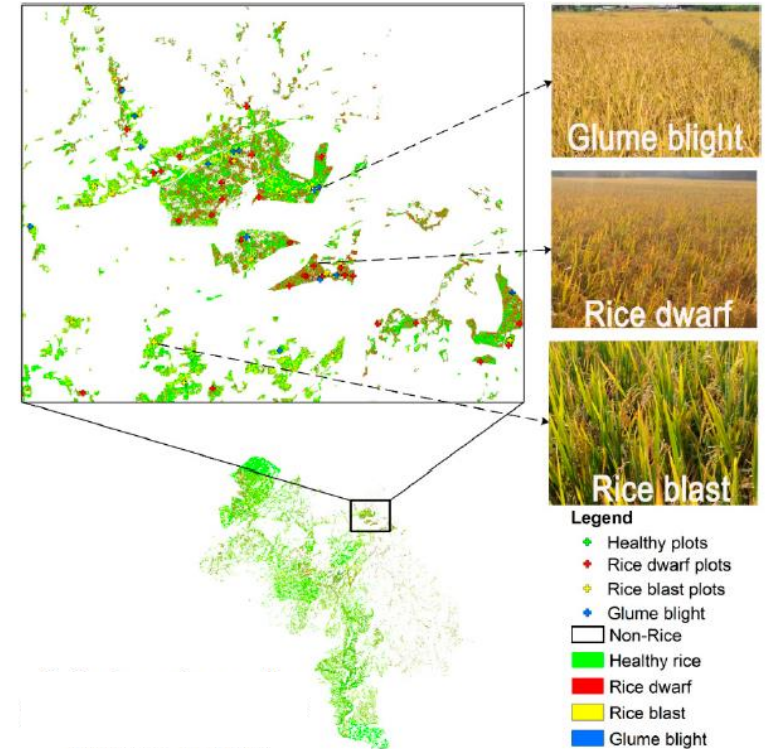 Glume blight
Rice dwarf
Rice blast
Legend
Healthy plots
Rice dwarf plots
Rice blast plots
Glume blight
Non-Rice
Healthy rice
Rice dwarf
Rice blast
Glume blight